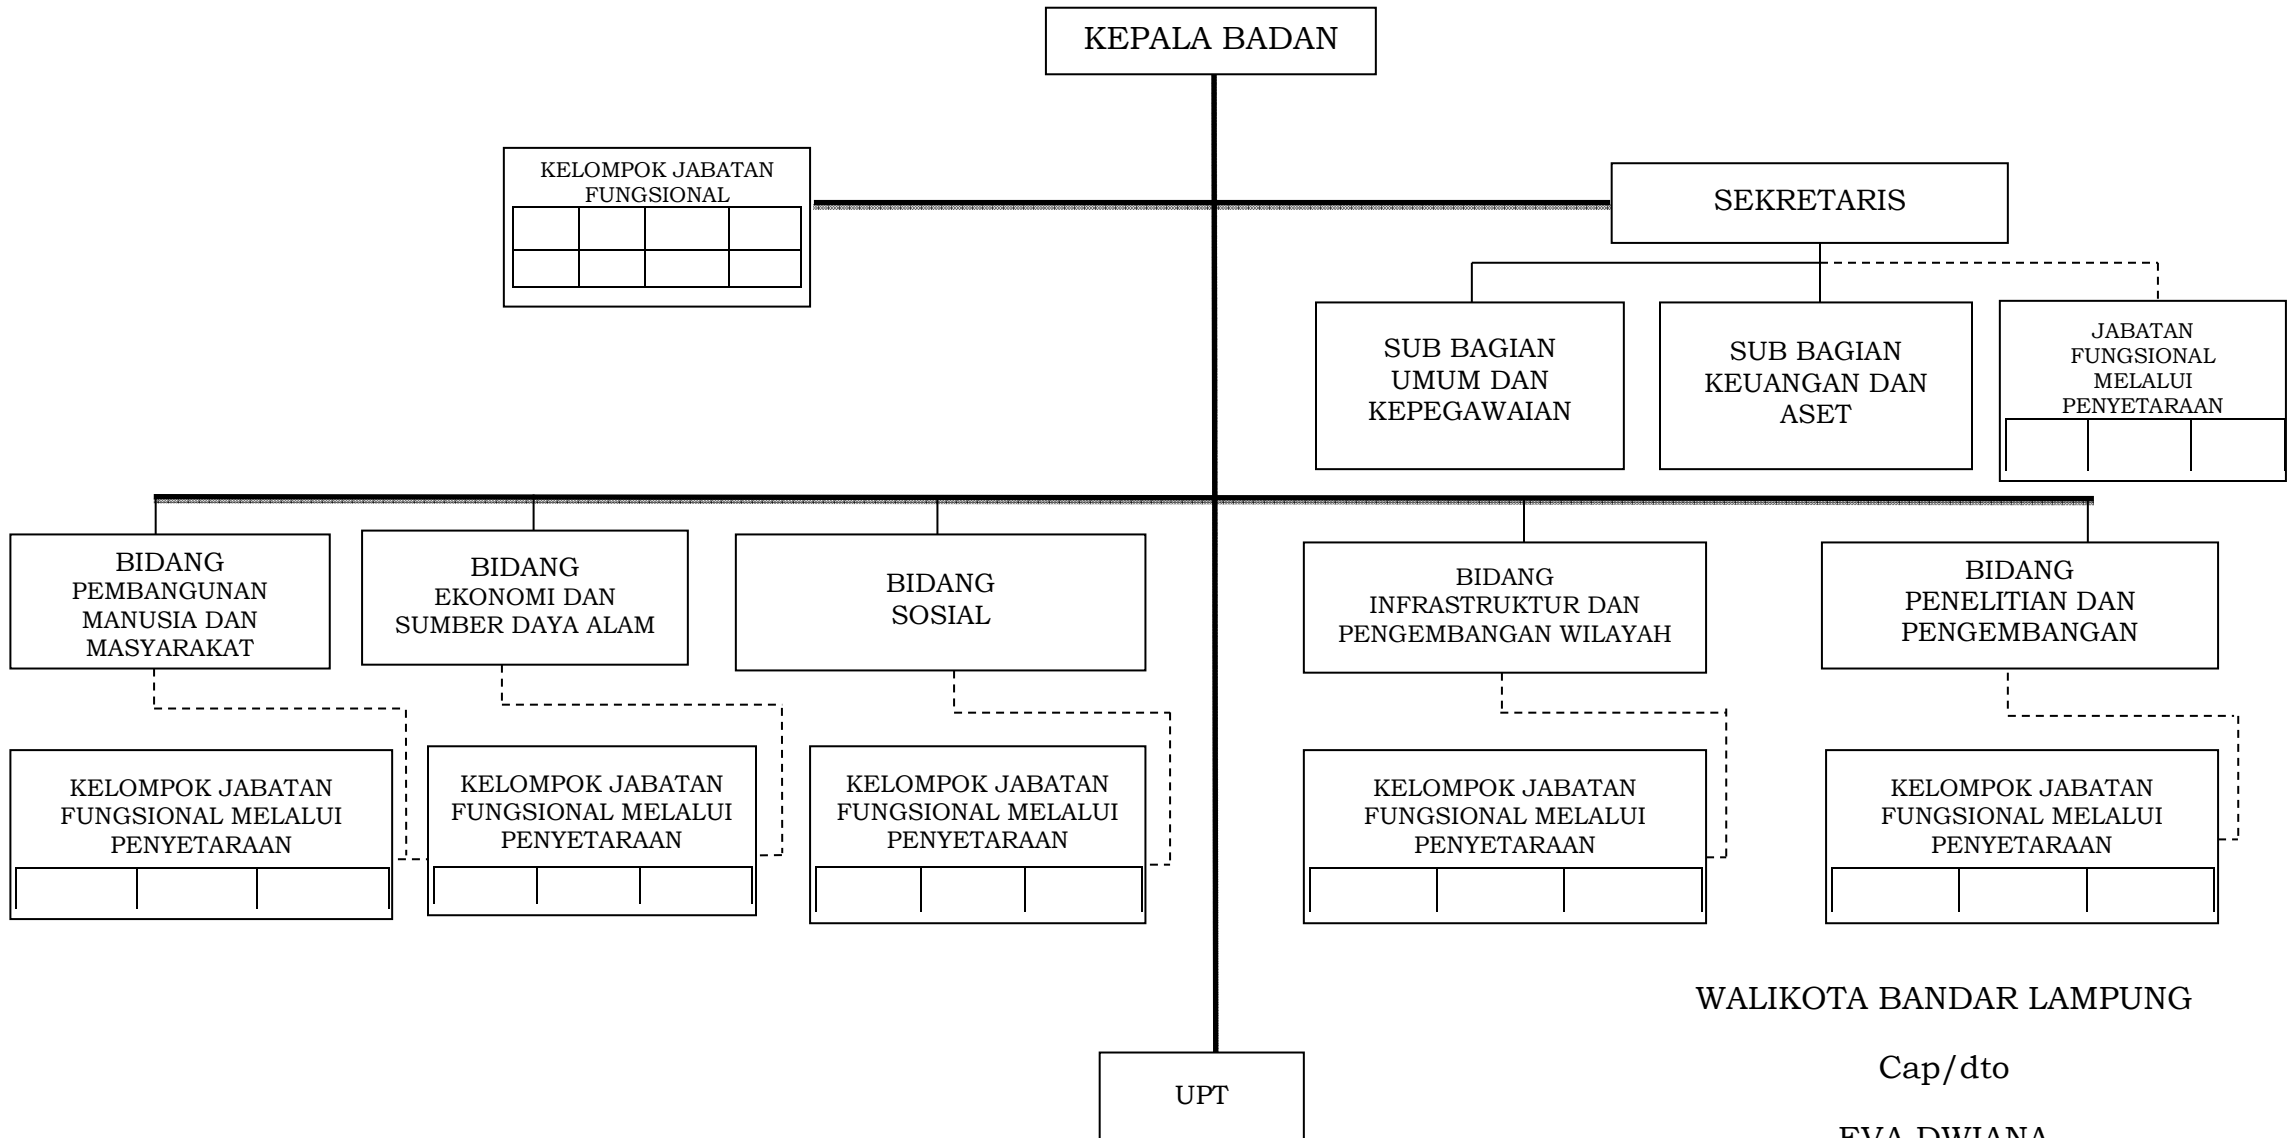 KEPALA BADAN
KELOMPOK JABATAN
FUNGSIONAL
SEKRETARIS
SUB BAGIAN
UMUM DAN
KEPEGAWAIAN
SUB BAGIAN
KEUANGAN DAN
ASET
JABATAN
FUNGSIONAL
MELALUI
PENYETARAAN
BIDANG
PEMBANGUNAN
MANUSIA DAN
MASYARAKAT
BIDANG
EKONOMI DAN
SUMBER DAYA ALAM
BIDANG
SOSIAL
BIDANG
INFRASTRUKTUR DAN
PENGEMBANGAN WILAYAH
BIDANG
PENELITIAN DAN
PENGEMBANGAN
KELOMPOK JABATAN
FUNGSIONAL MELALUI
PENYETARAAN
KELOMPOK JABATAN
FUNGSIONAL MELALUI
PENYETARAAN
KELOMPOK JABATAN
FUNGSIONAL MELALUI
PENYETARAAN
KELOMPOK JABATAN
FUNGSIONAL MELALUI
PENYETARAAN
KELOMPOK JABATAN
FUNGSIONAL MELALUI
PENYETARAAN
WALIKOTA BANDAR LAMPUNG
Cap/dto
UPT
EVA DWIANA